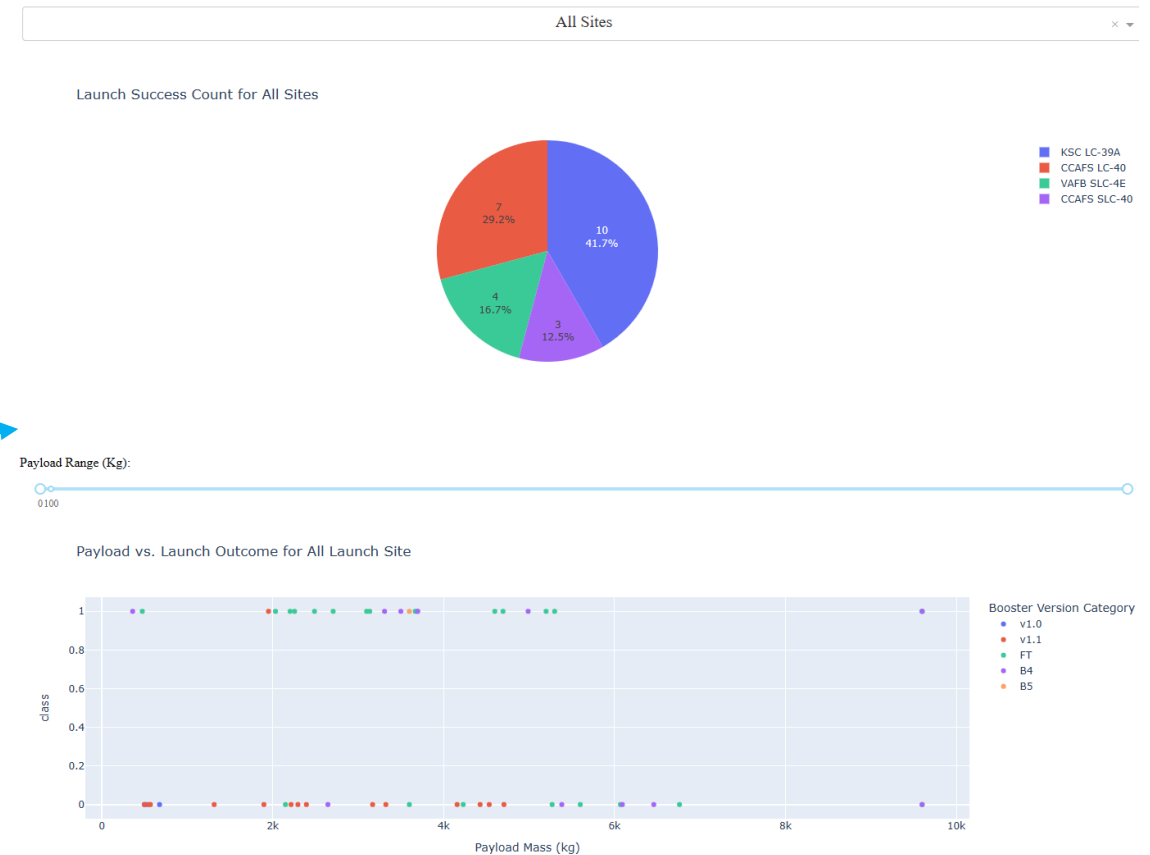 All Sites
Launch Success Count for All Sites
KSC LC-39A
CCAFS LC-40
VAFB SLC-4E
CCAFS SLC-40
7
29.2%
10
41.7%
4
16.7%
3
12.5%
Payload Range (Kg):
0100
Payload vs. Launch Outcome for All Launch Site
Booster Version Category
v1.0
v1.1
FT
B4
B5
class
1
0.8
0.6
0.4
0.2
0
0 2k 4k 6k 8k 10k
Payload Mass (kg)